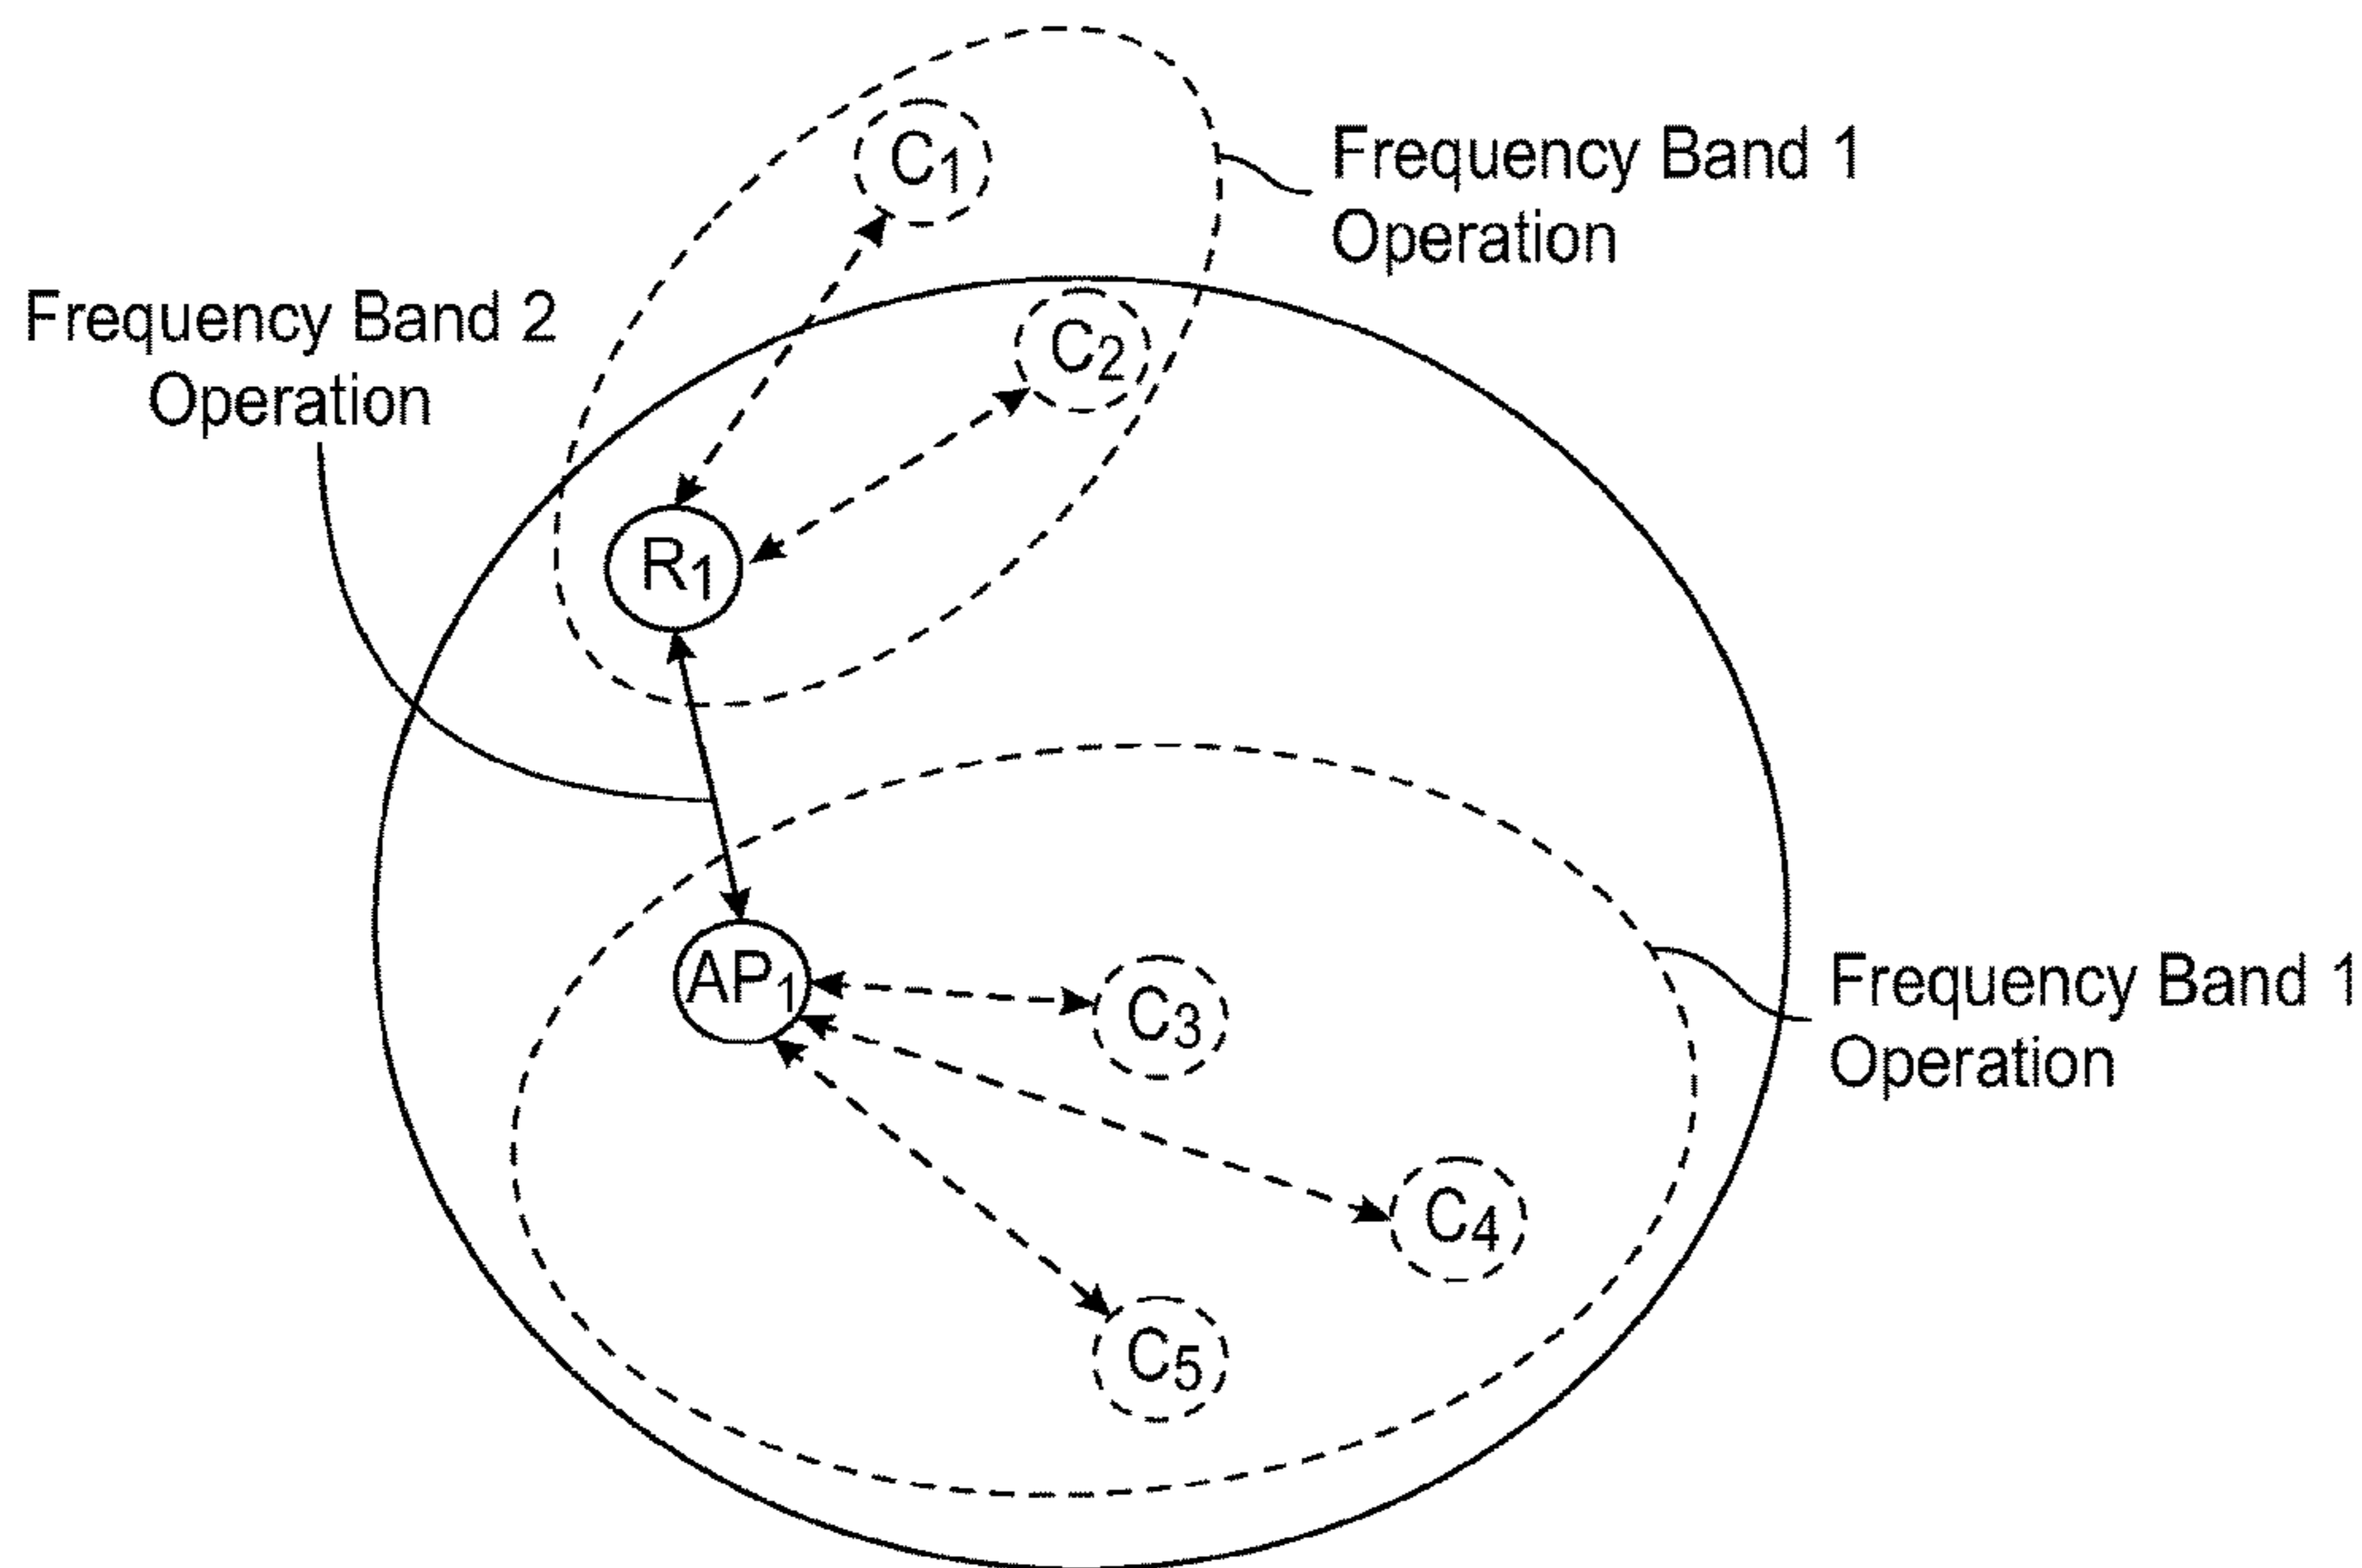 C1
Frequency Band 1
Operation
Frequency Band 2
Operation
C2
R1
AP1
C3
Frequency Band 1
Operation
C4
C5